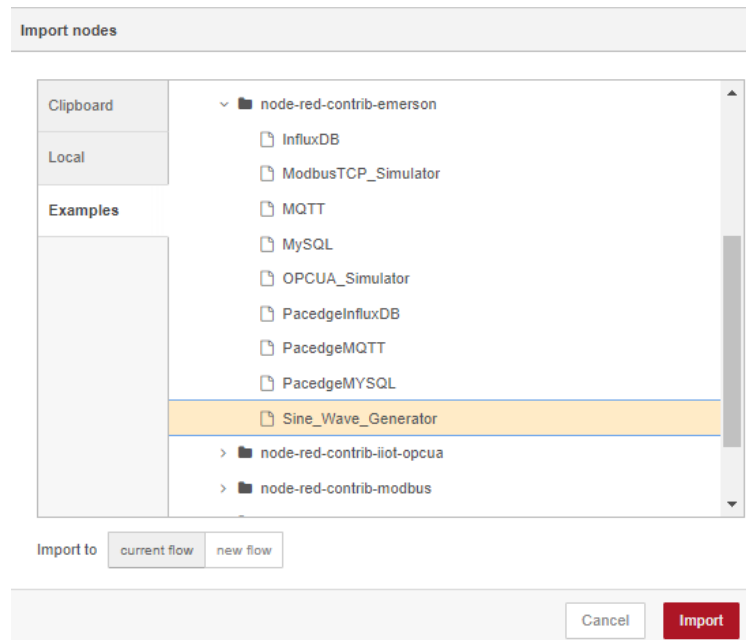 Import nodes
Clipboard
Local
Examples
node-red-contrib-emerson
InfluxDB
ModbusTCP_Simulator
MQTT
MySQL
OPCUA_Simulator
PacedgeInfluxDB
PacedgeMQTT
PacedgeMYSQL
Sine_Wave_Generator
node-red-contrib-iiot-opcua
node-red-contrib-modbus
Import to current flow new flow
Cancel Import